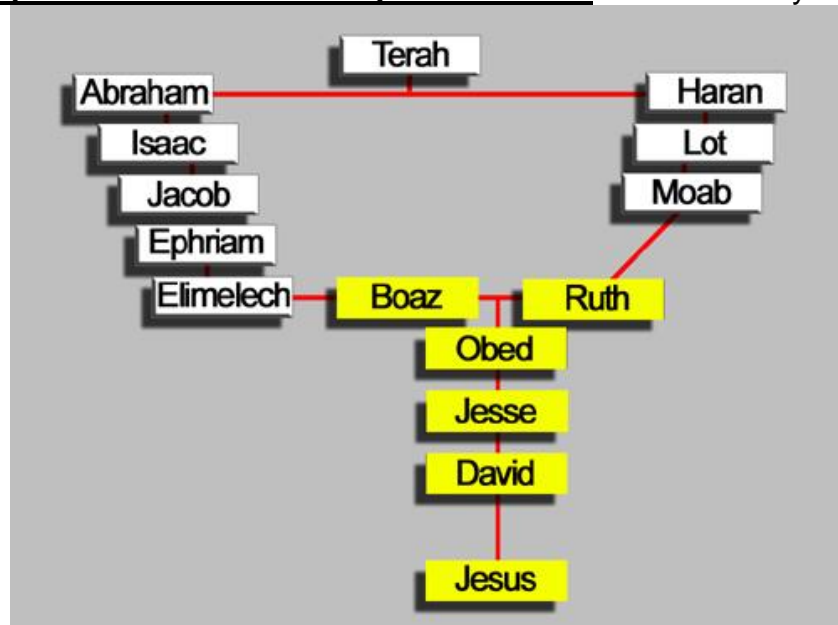 Terah
Abraham
Haran
Isaac
Lot
Jacob
Moab
Ephriam
Elimelech
Boaz
Ruth
Obed
Jesse
David
Jesus